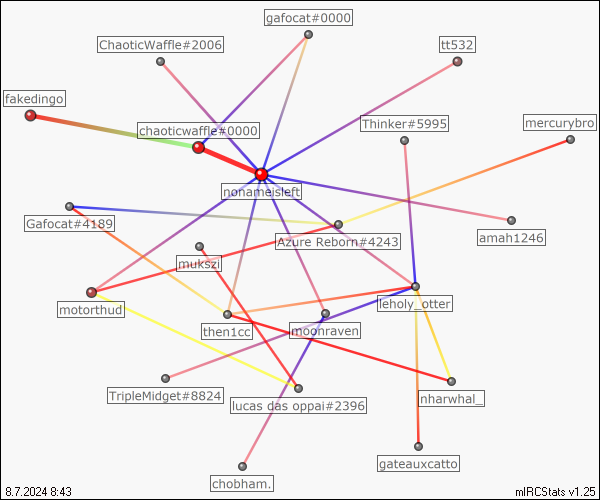 gafocat#0000
ChaoticWaffle#2006
tt532
fakedingo
mercurybro
Thinker#5995
chaoticwaffle#0000
nonameisleft
Gafocat#4189
Azure Reborn#4243
amah1246
mukszi
motorthud
leholy_otter
then1cc
moonraven
TripleMidget#8824
nharwhal_
lucas das oppai#2396
gateauxcatto
chobham.
8.7.2024 8:43
mIRCStats v1.25